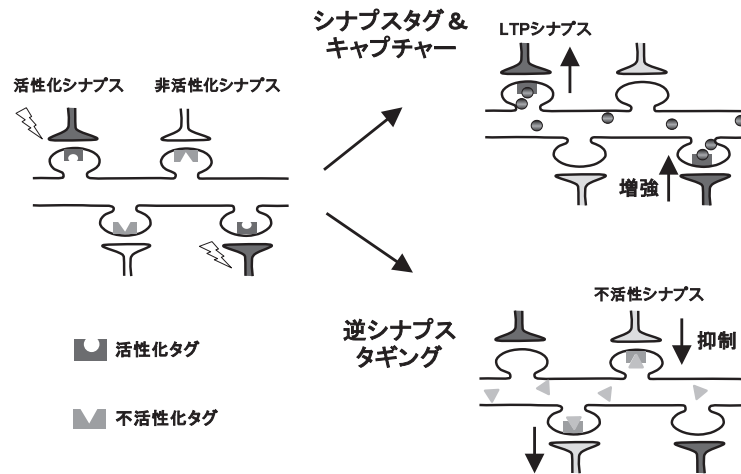 シナプスタグ &
キャプチャー
LTPシナプス
活性化シナプス
非活性化シナプス
増強
不活性シナプス
逆シナプス
タギング
抑制
活性化タグ
不活性化タグ